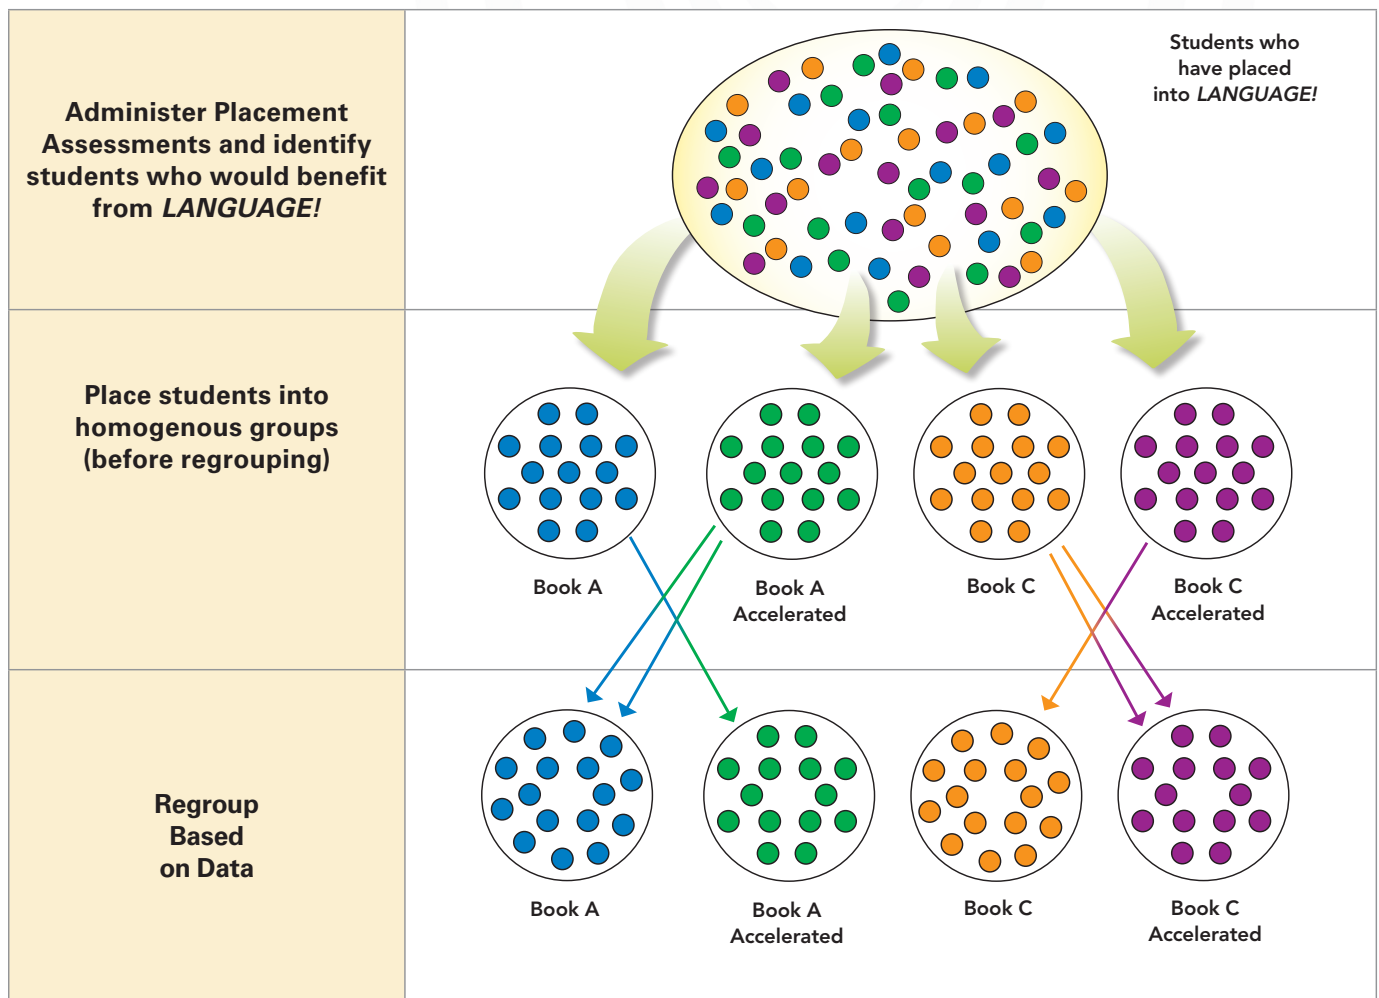 Administer Placement
Assessments and identify
students who would benefit
from LANGUAGE!
Students who
have placed
into LANGUAGE!
Place students into
homogenous groups
(before regrouping)
Book A
Book A
Accelerated
Book C
Book C
Accelerated
Regroup
Based
on Data
Book A
Book A
Accelerated
Book C
Book C
Accelerated